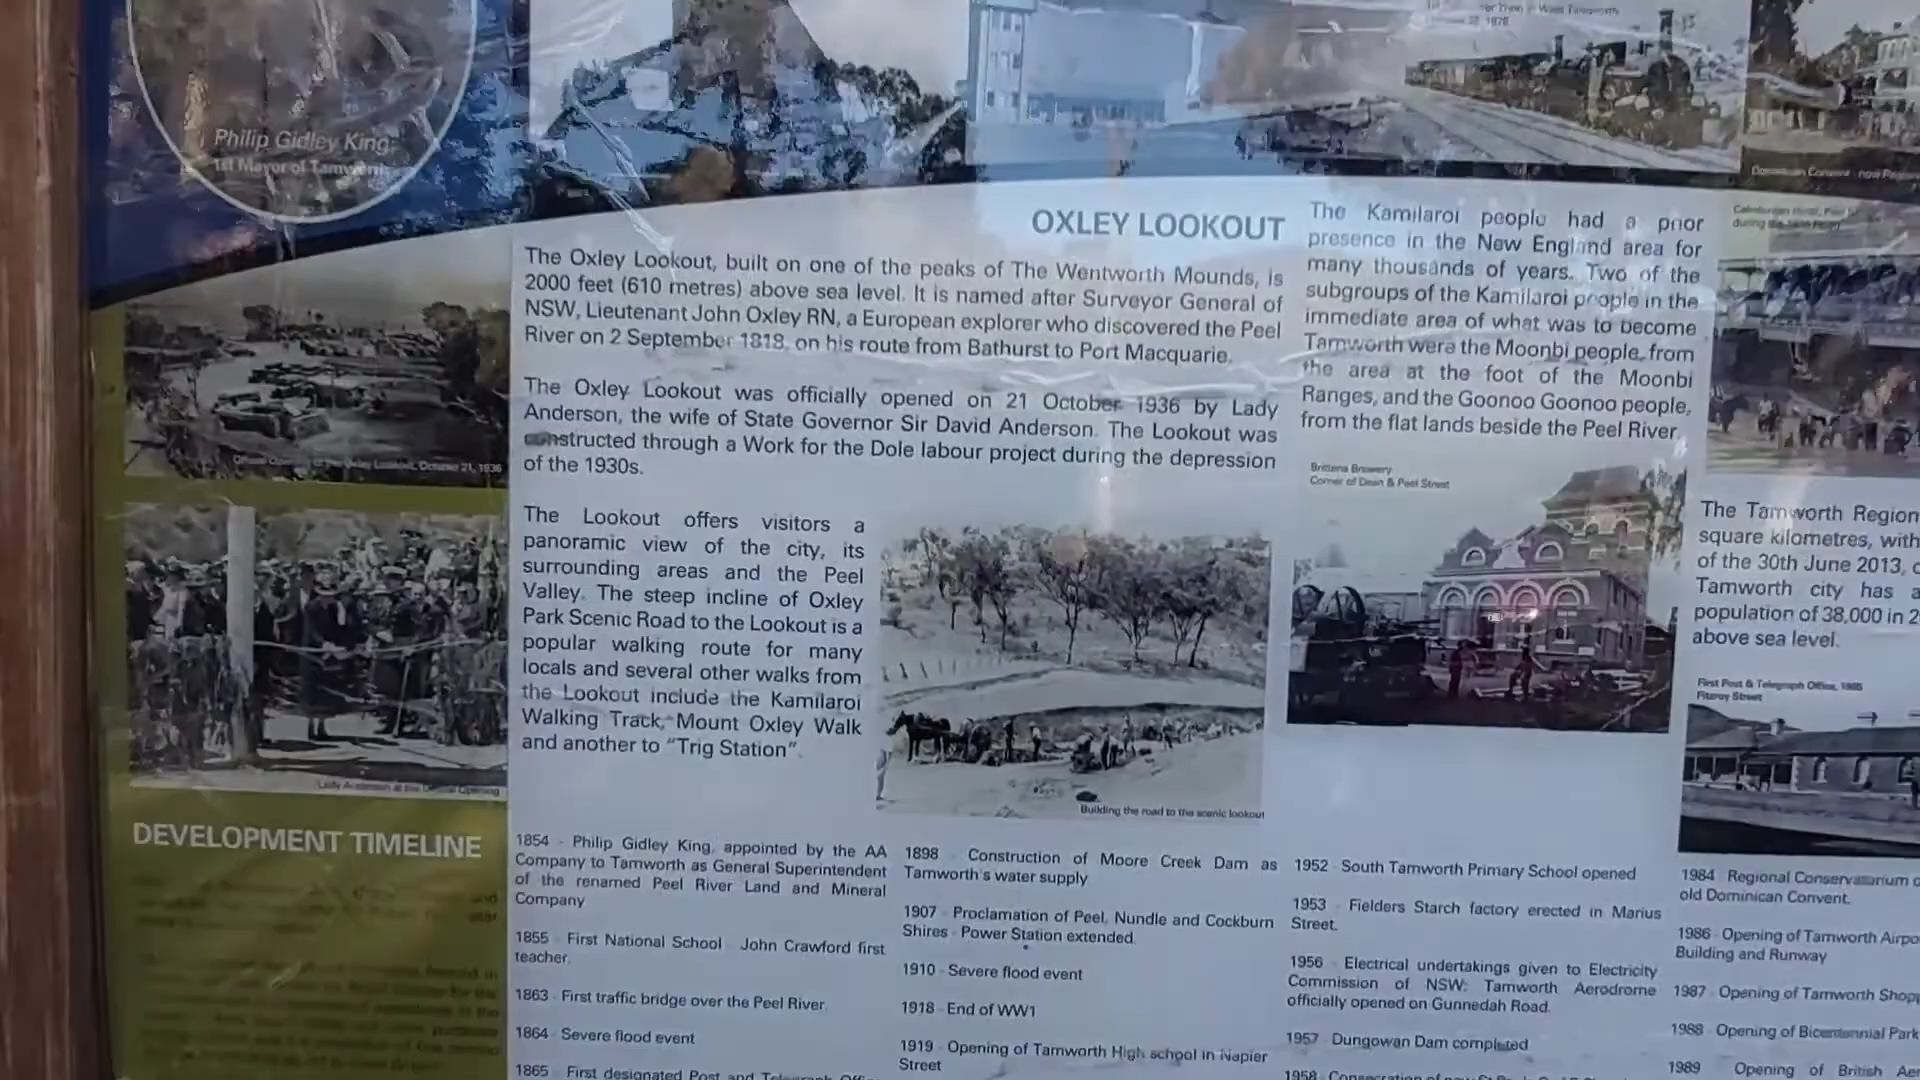 Philip Gidley King
1st Mayor of Tamworth
OXLEY LOOKOUT
The Oxley Lookout, built on one of the peaks of The Wentworth Mounds, is
2000 feet (610 metres) above sea level. It is named after Surveyor General of
NSW, Lieutenant John Oxley RN, a European explorer who discovered the Peel
River on 2 September 1818, on his route from Bathurst to Port Macquarie.
The Oxley Lookout was officially opened on 21 October 1936 by Lady
Anderson, the wife of State Governor Sir David Anderson. The Lookout was
constructed through a Work for the Dole labour project during the depression
of the 1930s.
The Lookout offers visitors a
panoramic view of the city, its
surrounding areas and the Peel
Valley. The steep incline of Oxley
Park Scenic Road to the Lookout is a
popular walking route for many
locals and several other walks from
the Lookout include the Kamilaroi
Walking Track, Mount Oxley Walk
and another to “Trig Station”.
Building the road to the scenic lookout
The Kamilaroi people had a prior
presence in the New England area for
many thousands of years. Two of the
subgroups of the Kamilaroi people in the
immediate area of what was to become
Tamworth were the Moonbi people, from
the area at the foot of the Moonbi
Ranges, and the Goonoo Goonoo people,
from the flat lands beside the Peel River.
Brittens Brewery
Corner of Dean & Peel Street
The Tamworth Region
square kilometres, with
of the 30th June 2013,
Tamworth city has a
population of 38,000 in 2
above sea level.
First Post & Telegraph Office,
Fitzroy Street
Lookout, October 21, 1936
Lady Anderson at the Official Opening
DEVELOPMENT TIMELINE
1854 - Philip Gidley King, appointed by the AA
Company to Tamworth as General Superintendent
of the renamed Peel River Land and Mineral
Company
1855 - First National School - John Crawford first
teacher.
1863 - First traffic bridge over the Peel River.
1864 - Severe flood event
1865 - First designated Post and Telegraph
1898 - Construction of Moore Creek Dam as
Tamworth's water supply
1907 - Proclamation of Peel, Nundle and Cockburn
Shires - Power Station extended.
1910 - Severe flood event
1918 - End of WW1
1919 - Opening of Tamworth High school in Napier
Street
1952 - South Tamworth Primary School opened
1953 - Fielders Starch factory erected in Marius
Street.
1956 - Electrical undertakings given to Electricity
Commission of NSW: Tamworth Aerodrome
officially opened on Gunnedah Road.
1957 - Dungowan Dam completed
1958
1984 Regional Conservatorium
old Dominican Convent.
1986 - Opening of Tamworth Airpo
Building and Runway
1987 - Opening of Tamworth Shopp
1988 - Opening of Bicentennial Park
1989 Opening of British Aer